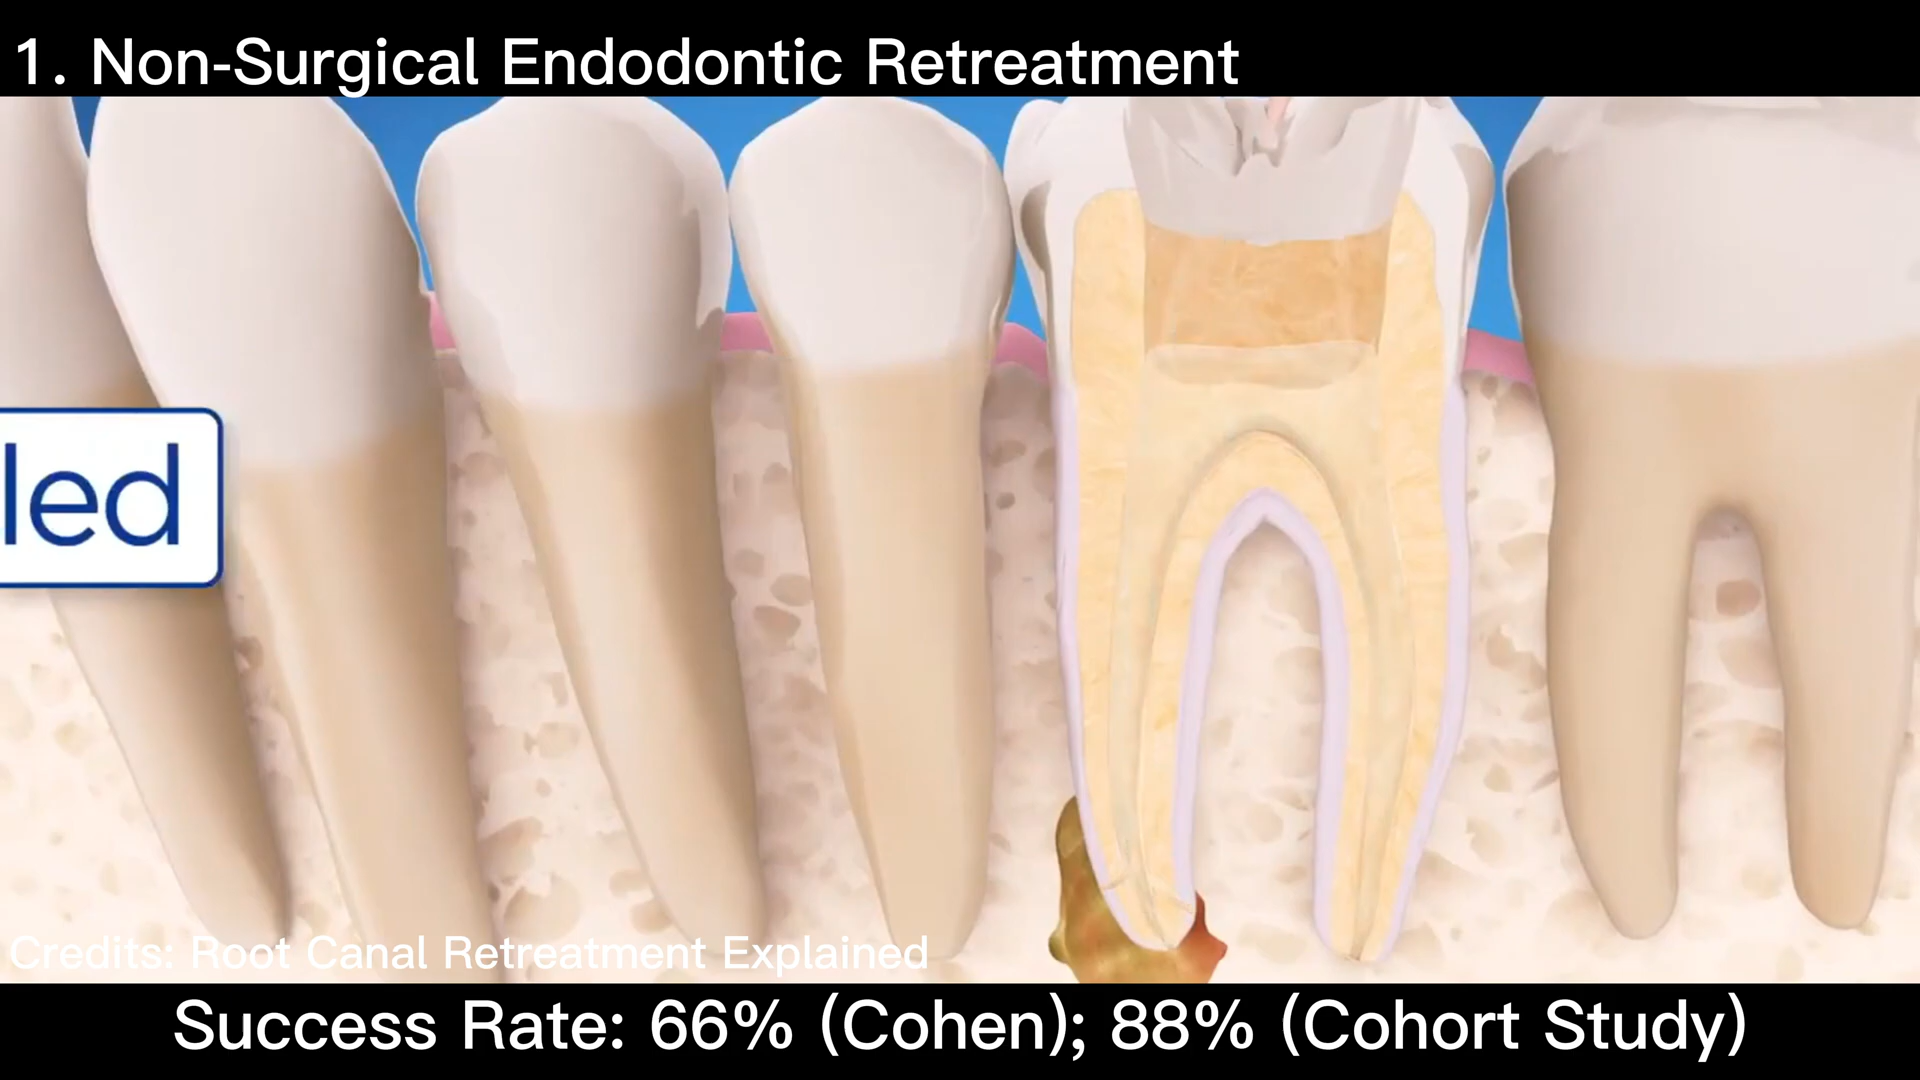 1. Non-Surgical Endodontic Retreatment
led
Credits: Root Canal Retreatment Explained
Success Rate: 66% (Cohen); 88% (Cohort Study)